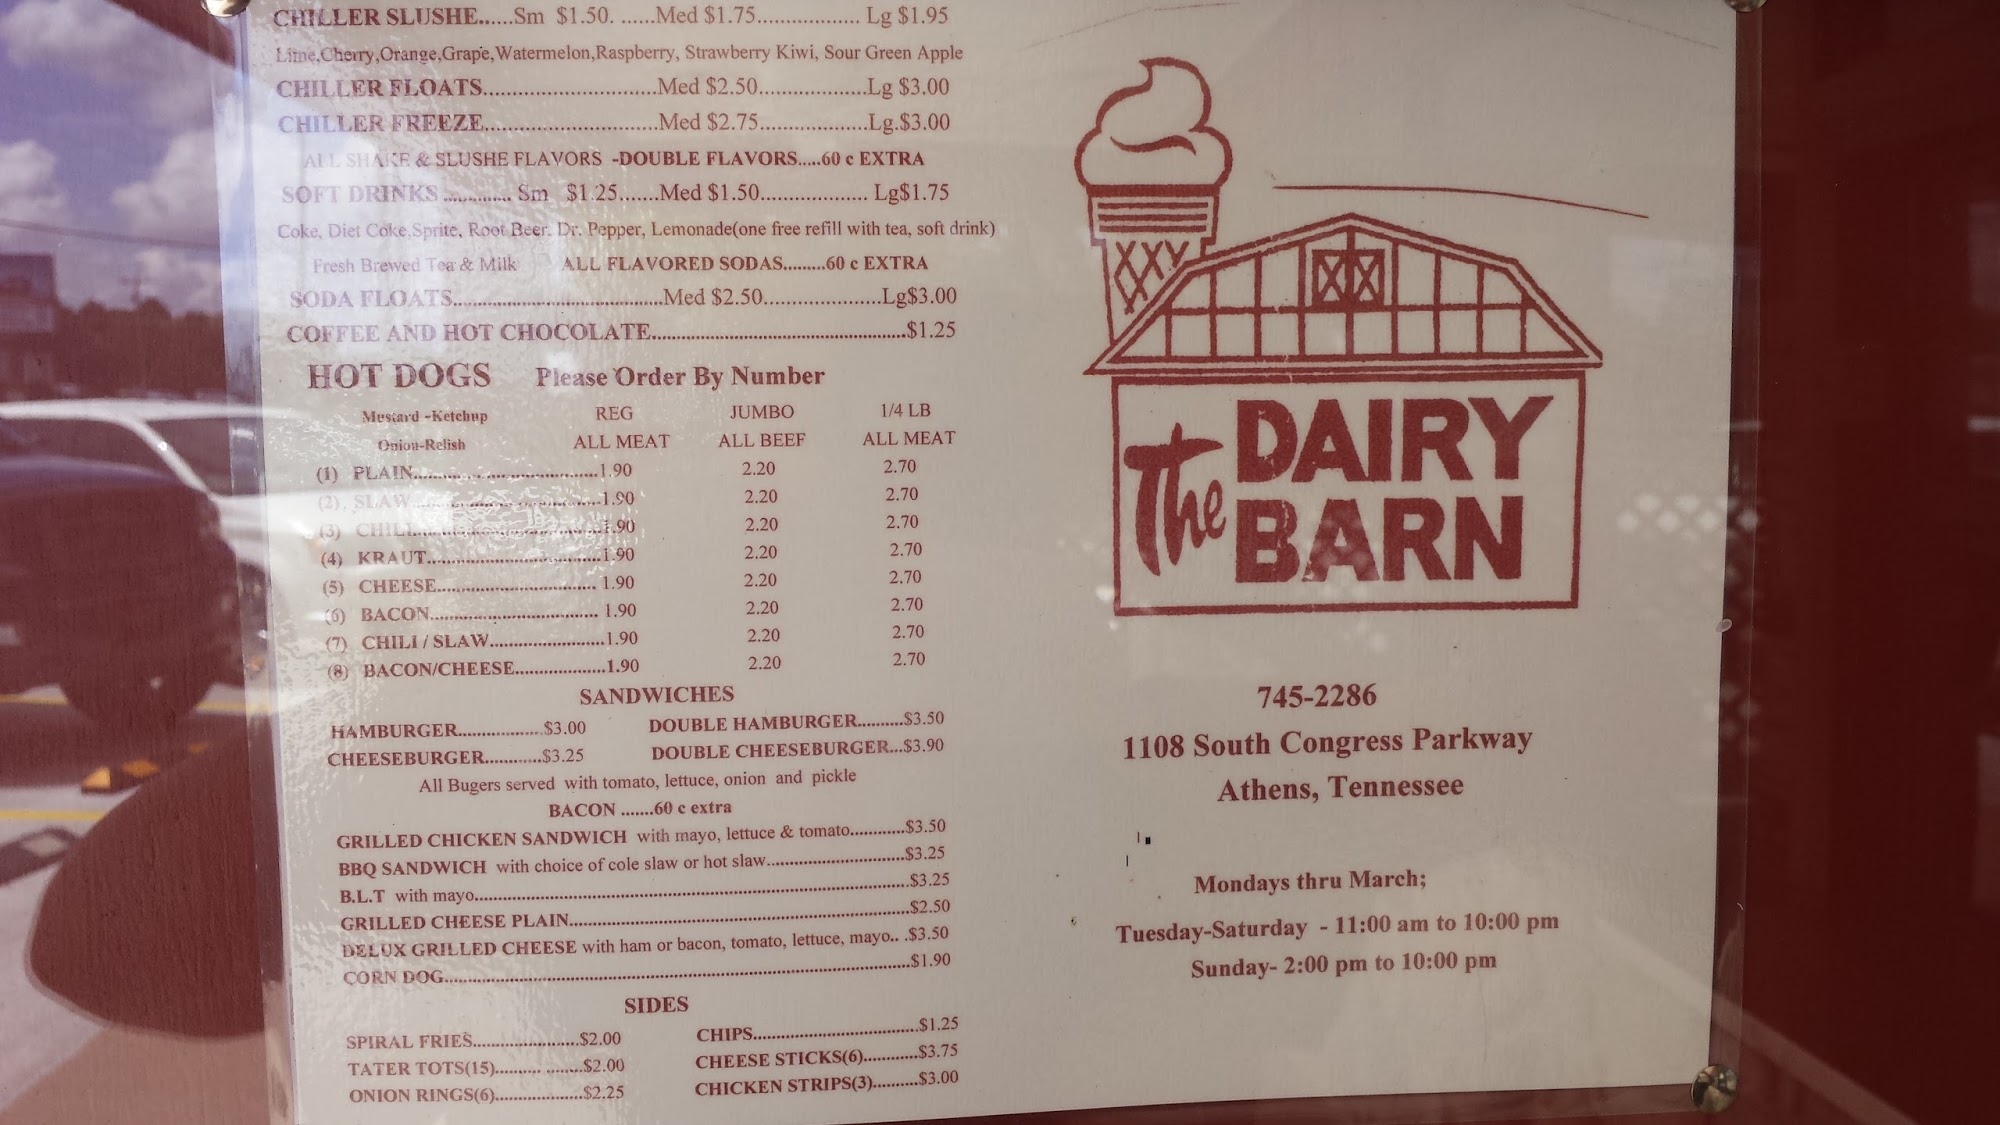 CHILLER SLUSHE......Sm $1.50. ......Med $1.75.................. Lg $1.95
Lime,Cherry,Orange,Grape,Watermelon,Raspberry, Strawberry Kiwi, Sour Green Apple
CHILLER FLOATS..............................Med $2.50...................Lg $3.00
CHILLER FREEZE..............................Med $2.75...................Lg.$3.00
ALL SHAKE & SLUSHE FLAVORS -DOUBLE FLAVORS.....60 c EXTRA
SOFT DRINKS ............. Sm $1.25.......Med $1.50................... Lg$1.75
Coke, Diet Coke,Sprite, Root Beer, Dr. Pepper, Lemonade(one free refill with tea, soft drink)
Fresh Brewed Tea & Milk ALL FLAVORED SODAS.........60 c EXTRA
SODA FLOATS.....................................Med $2.50.....................Lg$3.00
COFFEE AND HOT CHOCOLATE.....................................................$1.25
HOT DOGS Please Order By Number
Mustard -Ketchup REG JUMBO 1/4 LB
Onion-Relish ALL MEAT ALL BEEF ALL MEAT
(1) PLAIN.................................1.90 2.20 2.70
(2) . SLAW.................................1.90 2.20 2.70
(3) CHILI.................................1.90 2.20 2.70
(4) KRAUT...............................1.90 2.20 2.70
(5) CHEESE.............................. 1.90 2.20 2.70
(6) BACON............................... 1.90 2.20 2.70
(7) CHILI / SLAW.......................1.90 2.20 2.70
(8) BACON/CHEESE..................1.90 2.20 2.70
SANDWICHES
HAMBURGER..................$3.00 DOUBLE HAMBURGER..........$3.50
CHEESEBURGER............$3.25 DOUBLE CHEESEBURGER...$3.90
All Bugers served with tomato, lettuce, onion and pickle
BACON .......60 c extra
GRILLED CHICKEN SANDWICH with mayo, lettuce & tomato............$3.50
BBQ SANDWICH with choice of cole slaw or hot slaw..............................$3.25
B.L.T with mayo...............................................................................................$3.25
GRILLED CHEESE PLAIN..........................................................................$2.50
DELUX GRILLED CHEESE with ham or bacon, tomato, lettuce, mayo.. .$3.50
CORN DOG.....................................................................................................$1.90
SIDES
SPIRAL FRIES.......................$2.00 CHIPS....................................$1.25
TATER TOTS(15).......... ........$2.00 CHEESE STICKS(6)............$3.75
ONION RINGS(6)...................$2.25 CHICKEN STRIPS(3)..........$3.00
The DAIRY BARN
745-2286
1108 South Congress Parkway
Athens, Tennessee
Mondays thru March;
Tuesday-Saturday - 11:00 am to 10:00 pm
Sunday- 2:00 pm to 10:00 pm